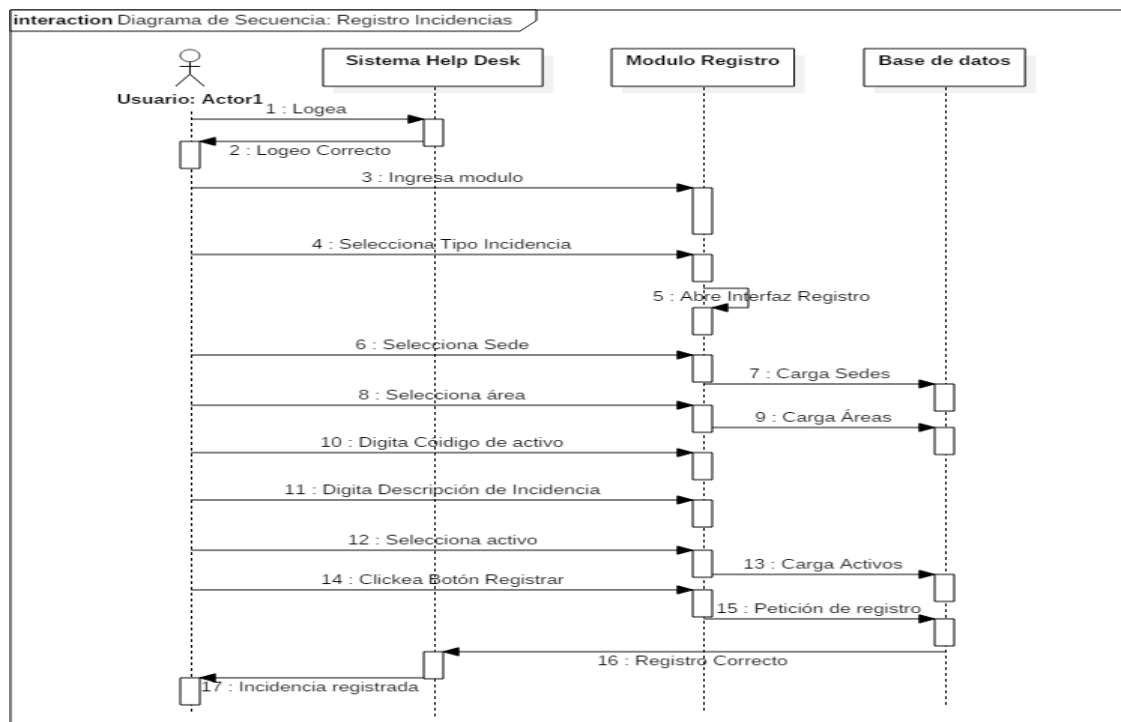 interaction Diagrama de Secuencia: Registro Incidencias
Sistema Help Desk
Modulo Registro
Base de datos
Usuario: Actor1
1 : Logea
2 : Logeo Correcto
3 : Ingresa modulo
4 : Selecciona Tipo Incidencia
5 : Abre Interfaz Registro
6 : Selecciona Sede
7 : Carga Sedes
8 : Selecciona área
9 : Carga Áreas
10 : Digita Cóidigo de activo
11 : Digita Descripción de Incidencia
12 : Selecciona activo
13 : Carga Activos
14 : Clickea Botón Registrar
15 : Petición de registro
16 : Registro Correcto
17 : Incidencia registrada